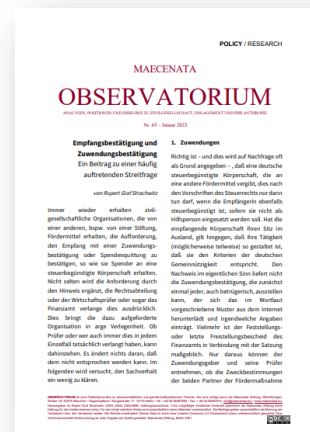 POLICY / RESEARCH
MAECENATA
OBSERVATORIUM
ANALYSEN, POSITIONEN UND DISKURSE ZU ZIVILGESELLSCHAFT, ENGAGEMENT UND PHILANTHROPIE
Nr. 65 – Januar 2023
Empfangsbestätigung und
Zuwendungsbestätigung
Ein Beitrag zu einer häufig
auftretenden Streitfrage
von Rupert Graf Strachwitz
Immer wieder erhalten zivil-
gesellschaftliche Organisationen, die von
einer anderen, bspw. von einer Stiftung,
Fördermittel erhalten, die Aufforderung,
den Empfang mit einer Zuwendungs-
bestätigung oder Spendenquittung zu
bestätigen, so wie sie Spender an eine
steuerbegünstigte Körperschaft erhalten.
Nicht selten wird die Anforderung durch
den Hinweis ergänzt, die Rechtsabteilung
oder der Wirtschaftsprüfer oder sogar das
Finanzamt verlange dies ausdrücklich.
Dies bringt die dazu aufgeforderte
Organisation in arge Verlegenheit. Ob
Prüfer oder wer auch immer dies in jedem
Einzelfall tatsächlich verlangt haben, kann
dahinstehen. Es ändert nichts daran, daß
dem nicht entsprochen werden kann. Im
folgenden wird versucht, den Sachverhalt
ein wenig zu klären.
1. Zuwendungen
Richtig ist – und dies wird auf Nachfrage oft
als Grund angegeben – , daß eine deutsche
steuerbegünstigte Körperschaft, die an
eine andere Fördermittel vergibt, dies nach
den Vorschriften des Steuerrechts nur dann
tun darf, wenn die Empfängerin ebenfalls
steuerbegünstigt ist, sofern sie nicht als
Hilfsperson eingesetzt werden soll. Hat die
empfangende Körperschaft ihren Sitz im
Ausland, gilt hingegen, daß ihre Tätigkeit
(möglicherweise teilweise) so gestaltet ist,
daß sie den Kriterien der deutschen
Gemeinnützigkeit entspricht. Den
Nachweis im eigentlichen Sinn liefert nicht
die Zuwendungsbestätigung, die zunächst
einmal jeder, auch betrügerisch, ausstellen
kann, der sich das im Wortlaut
vorgeschriebene Muster aus dem Internet
herunterlädt und irgendwelche Angaben
einträgt. Vielmehr ist der Feststellungs-
oder letzte Freistellungsbescheid des
Finanzamts in Verbindung mit der Satzung
maßgeblich. Nur daraus können der
Zuwendungsgeber und seine Prüfer
entnehmen, ob die Zweckbestimmungen
der beiden Partner der Fördermaßnahme